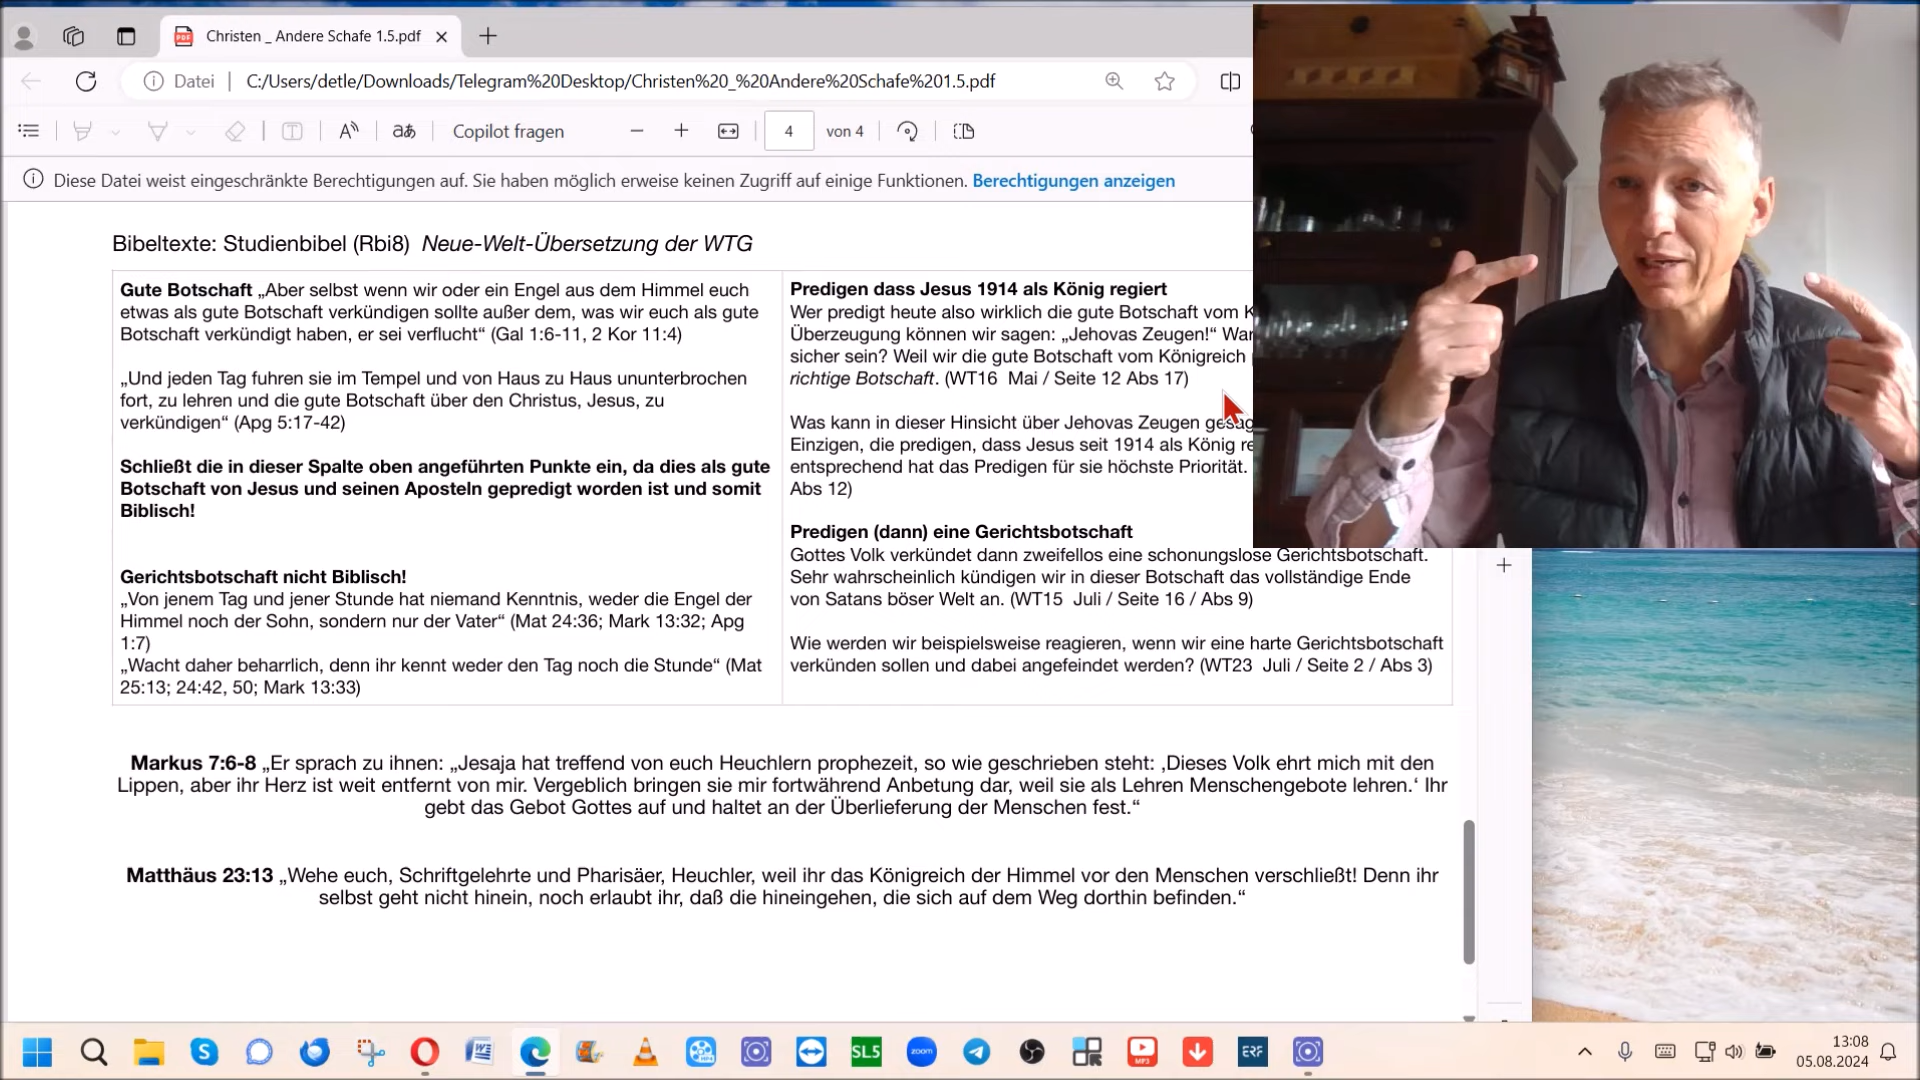 Christen _ Andere Schafe 1.5.pdf
Datei
C:/Users/detle/Downloads/Telegram%20Desktop/Christen%20_%20Andere%20Schafe%201.5.pdf
Copilot fragen
4 von 4
Diese Datei weist eingeschränkte Berechtigungen auf. Sie haben möglich erweise keinen Zugriff auf einige Funktionen. Berechtigungen anzeigen
Bibeltexte: Studienbibel (Rbi8) Neue-Welt-Übersetzung der WTG
Gute Botschaft „Aber selbst wenn wir oder ein Engel aus dem Himmel euch
etwas als gute Botschaft verkündigen sollte außer dem, was wir euch als gute
Botschaft verkündigt haben, er sei verflucht“ (Gal 1:6-11, 2 Kor 11:4)
„Und jeden Tag fuhren sie im Tempel und von Haus zu Haus ununterbrochen
fort, zu lehren und die gute Botschaft über den Christus, Jesus, zu
verkündigen“ (Apg 5:17-42)
Schließt die in dieser Spalte oben angeführten Punkte ein, da dies als gute
Botschaft von Jesus und seinen Aposteln gepredigt worden ist und somit
Biblisch!
Gerichtsbotschaft nicht Biblisch!
„Von jenem Tag und jener Stunde hat niemand Kenntnis, weder die Engel der
Himmel noch der Sohn, sondern nur der Vater“ (Mat 24:36; Mark 13:32; Apg
1:7)
„Wacht daher beharrlich, denn ihr kennt weder den Tag noch die Stunde“ (Mat
25:13; 24:42, 50; Mark 13:33)
Predigen dass Jesus 1914 als König regiert
Wer predigt heute also wirklich die gute Botschaft vom K
Überzeugung können wir sagen: „Jehovas Zeugen!“ War
sicher sein? Weil wir die gute Botschaft vom Königreich
richtige Botschaft. (WT16 Mai / Seite 12 Abs 17)
Was kann in dieser Hinsicht über Jehovas Zeugen gesag
Einzigen, die predigen, dass Jesus seit 1914 als König re
entsprechend hat das Predigen für sie höchste Priorität.
Abs 12)
Predigen (dann) eine Gerichtsbotschaft
Gottes Volk verkündet dann zweifellos eine schonungslose Gerichtsbotschaft.
Sehr wahrscheinlich kündigen wir in dieser Botschaft das vollständige Ende
von Satans böser Welt an. (WT15 Juli / Seite 16 / Abs 9)
Wie werden wir beispielsweise reagieren, wenn wir eine harte Gerichtsbotschaft
verkünden sollen und dabei angefeindet werden? (WT23 Juli / Seite 2 / Abs 3)
Markus 7:6-8 „Er sprach zu ihnen: „Jesaja hat treffend von euch Heuchlern prophezeit, so wie geschrieben steht: ‚Dieses Volk ehrt mich mit den
Lippen, aber ihr Herz ist weit entfernt von mir. Vergeblich bringen sie mir fortwährend Anbetung dar, weil sie als Lehren Menschengebote lehren.‘ Ihr
gebt das Gebot Gottes auf und haltet an der Überlieferung der Menschen fest.“
Matthäus 23:13 „Wehe euch, Schriftgelehrte und Pharisäer, Heuchler, weil ihr das Königreich der Himmel vor den Menschen verschließt! Denn ihr
selbst geht nicht hinein, noch erlaubt ihr, daß die hineingehen, die sich auf dem Weg dorthin befinden.“
SL5
zoom
MP3
ERF
13:08
05.08.2024